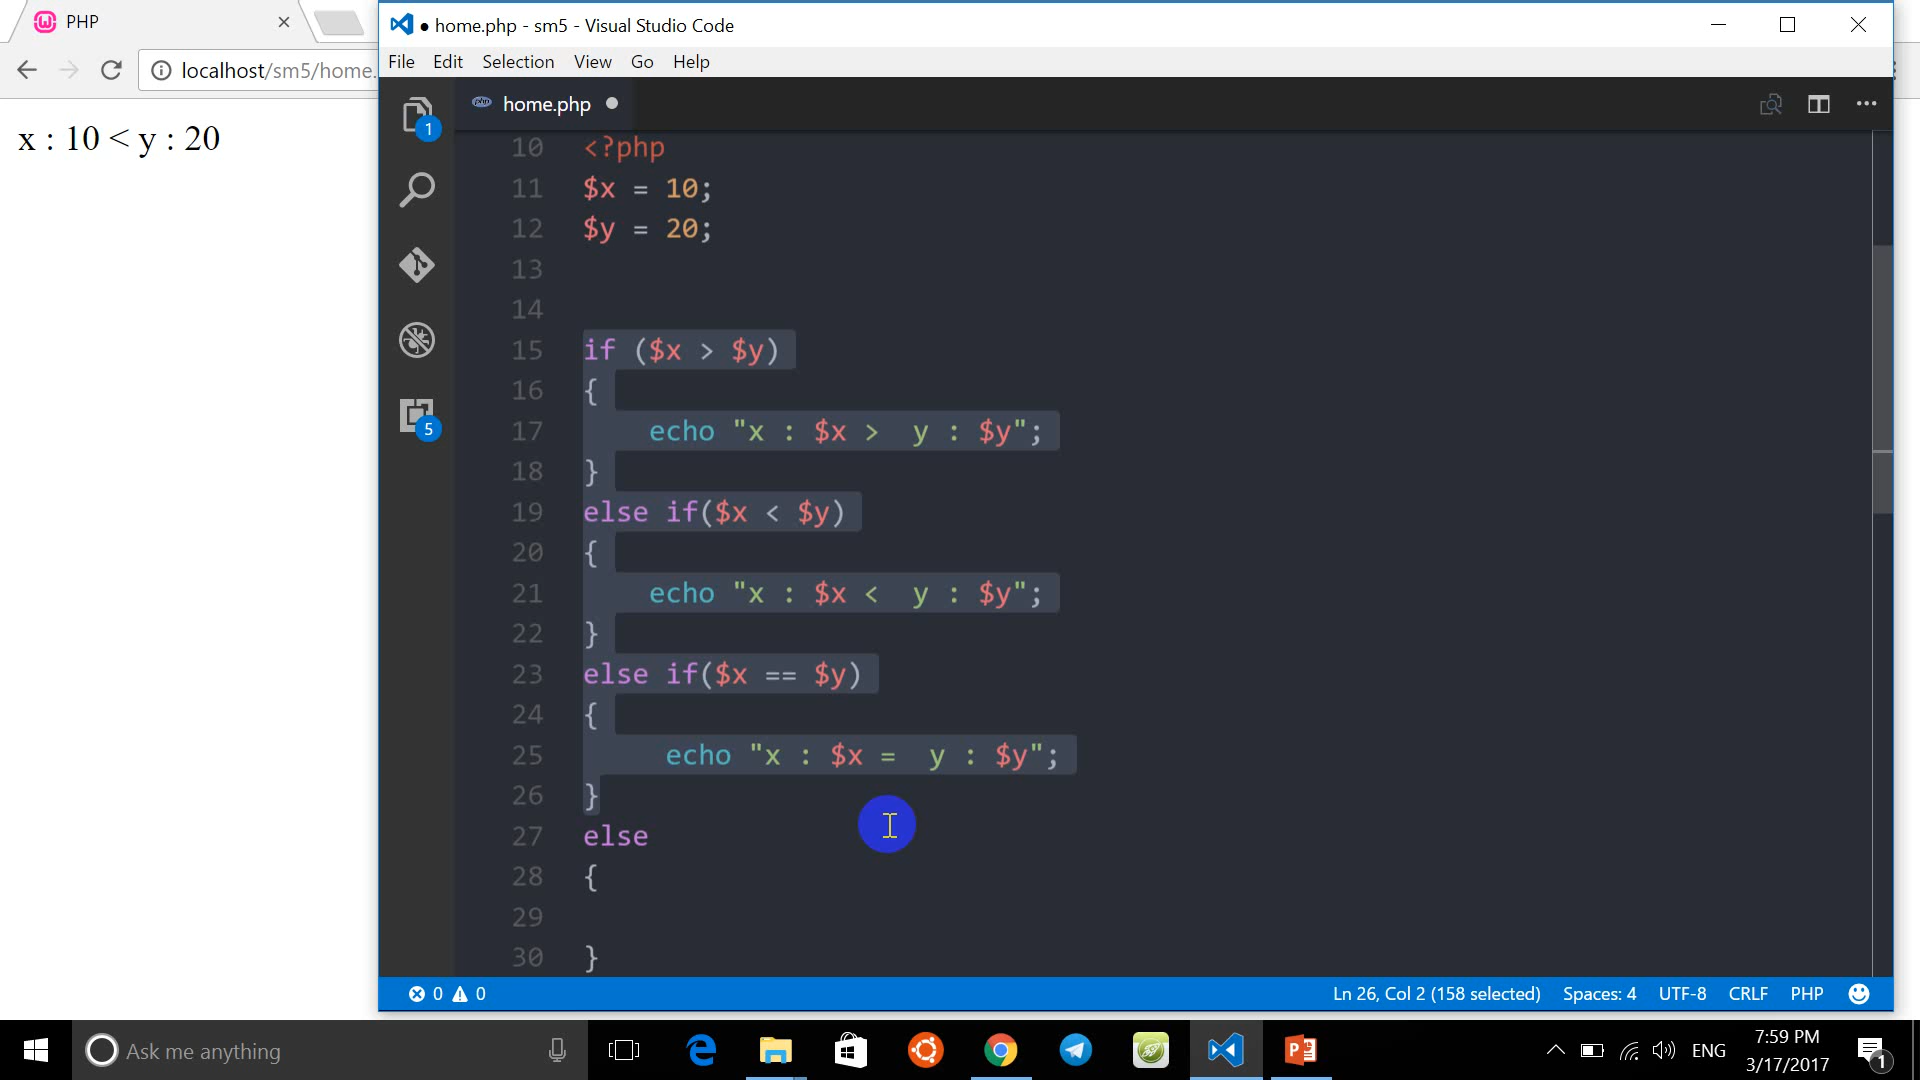 PHP
localhost/sm5/home.
x : 10 < y : 20
home.php - sm5 - Visual Studio Code
File Edit Selection View Go Help
1
5
home.php
10 <?php
11 $x = 10;
12 $y = 20;
13
14
15 if ($x > $y)
16 {
17 echo "x : $x >  y : $y";
18 }
19 else if($x < $y)
20 {
21 echo "x : $x <  y : $y";
22 }
23 else if($x == $y)
24 {
25 echo "x : $x =  y : $y";
26 }
27 else
28 {
29
30 }
0 0 Ln 26, Col 2 (158 selected) Spaces: 4 UTF-8 CRLF PHP
Ask me anything
ENG
7:59 PM
3/17/2017
1